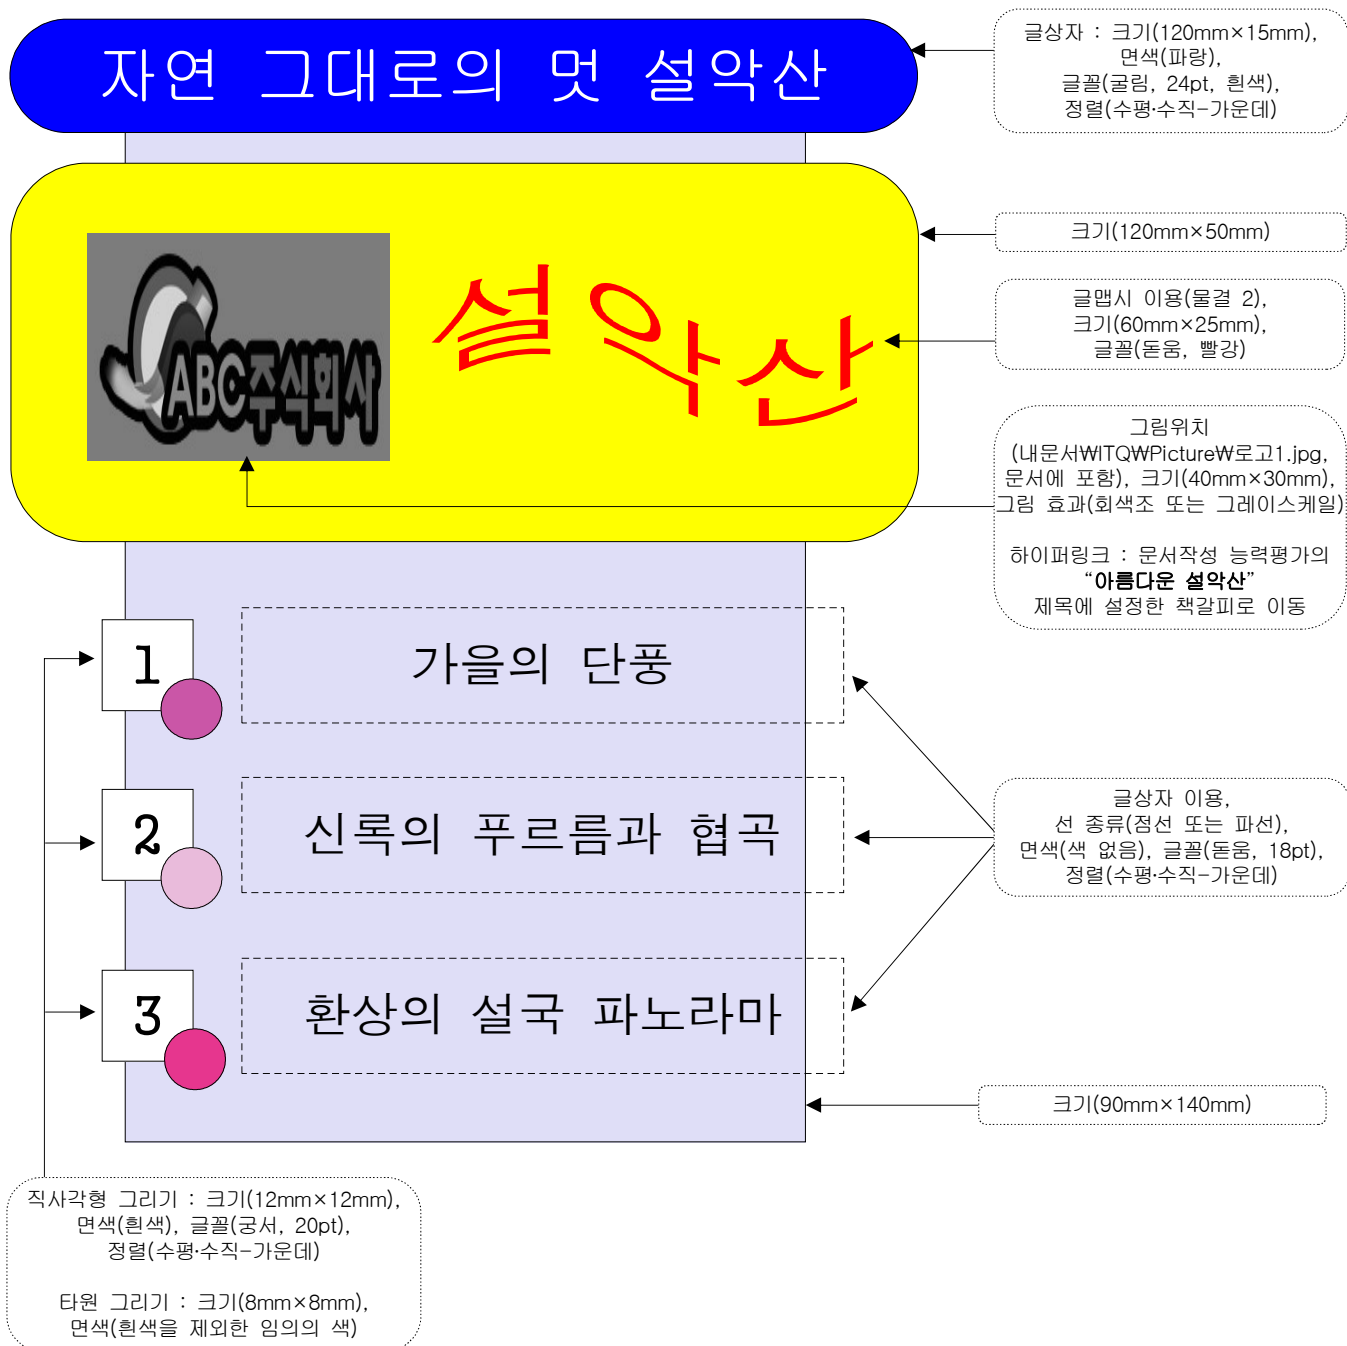 자연 그대로의 멋 설악산
글상자 : 크기(120mm×15mm),
면색(파랑),
글꼴(굴림, 24pt, 흰색),
정렬(수평·수직-가운데)
크기(120mm×50mm)
ABC주식회사
설악산
글맵시 이용(물결 2),
크기(60mm×25mm),
글꼴(돋움, 빨강)
그림위치
(내문서₩ITQ₩Picture₩로고1.jpg,
문서에 포함), 크기(40mm×30mm),
그림 효과(회색조 또는 그레이스케일)
하이퍼링크 : 문서작성 능력평가의
“아름다운 설악산”
제목에 설정한 책갈피로 이동
1
가을의 단풍
2
신록의 푸르름과 협곡
글상자 이용,
선 종류(점선 또는 파선),
면색(색 없음), 글꼴(돋움, 18pt),
정렬(수평·수직-가운데)
3
환상의 설국 파노라마
크기(90mm×140mm)
직사각형 그리기 : 크기(12mm×12mm),
면색(흰색), 글꼴(궁서, 20pt),
정렬(수평·수직-가운데)
타원 그리기 : 크기(8mm×8mm),
면색(흰색을 제외한 임의의 색)